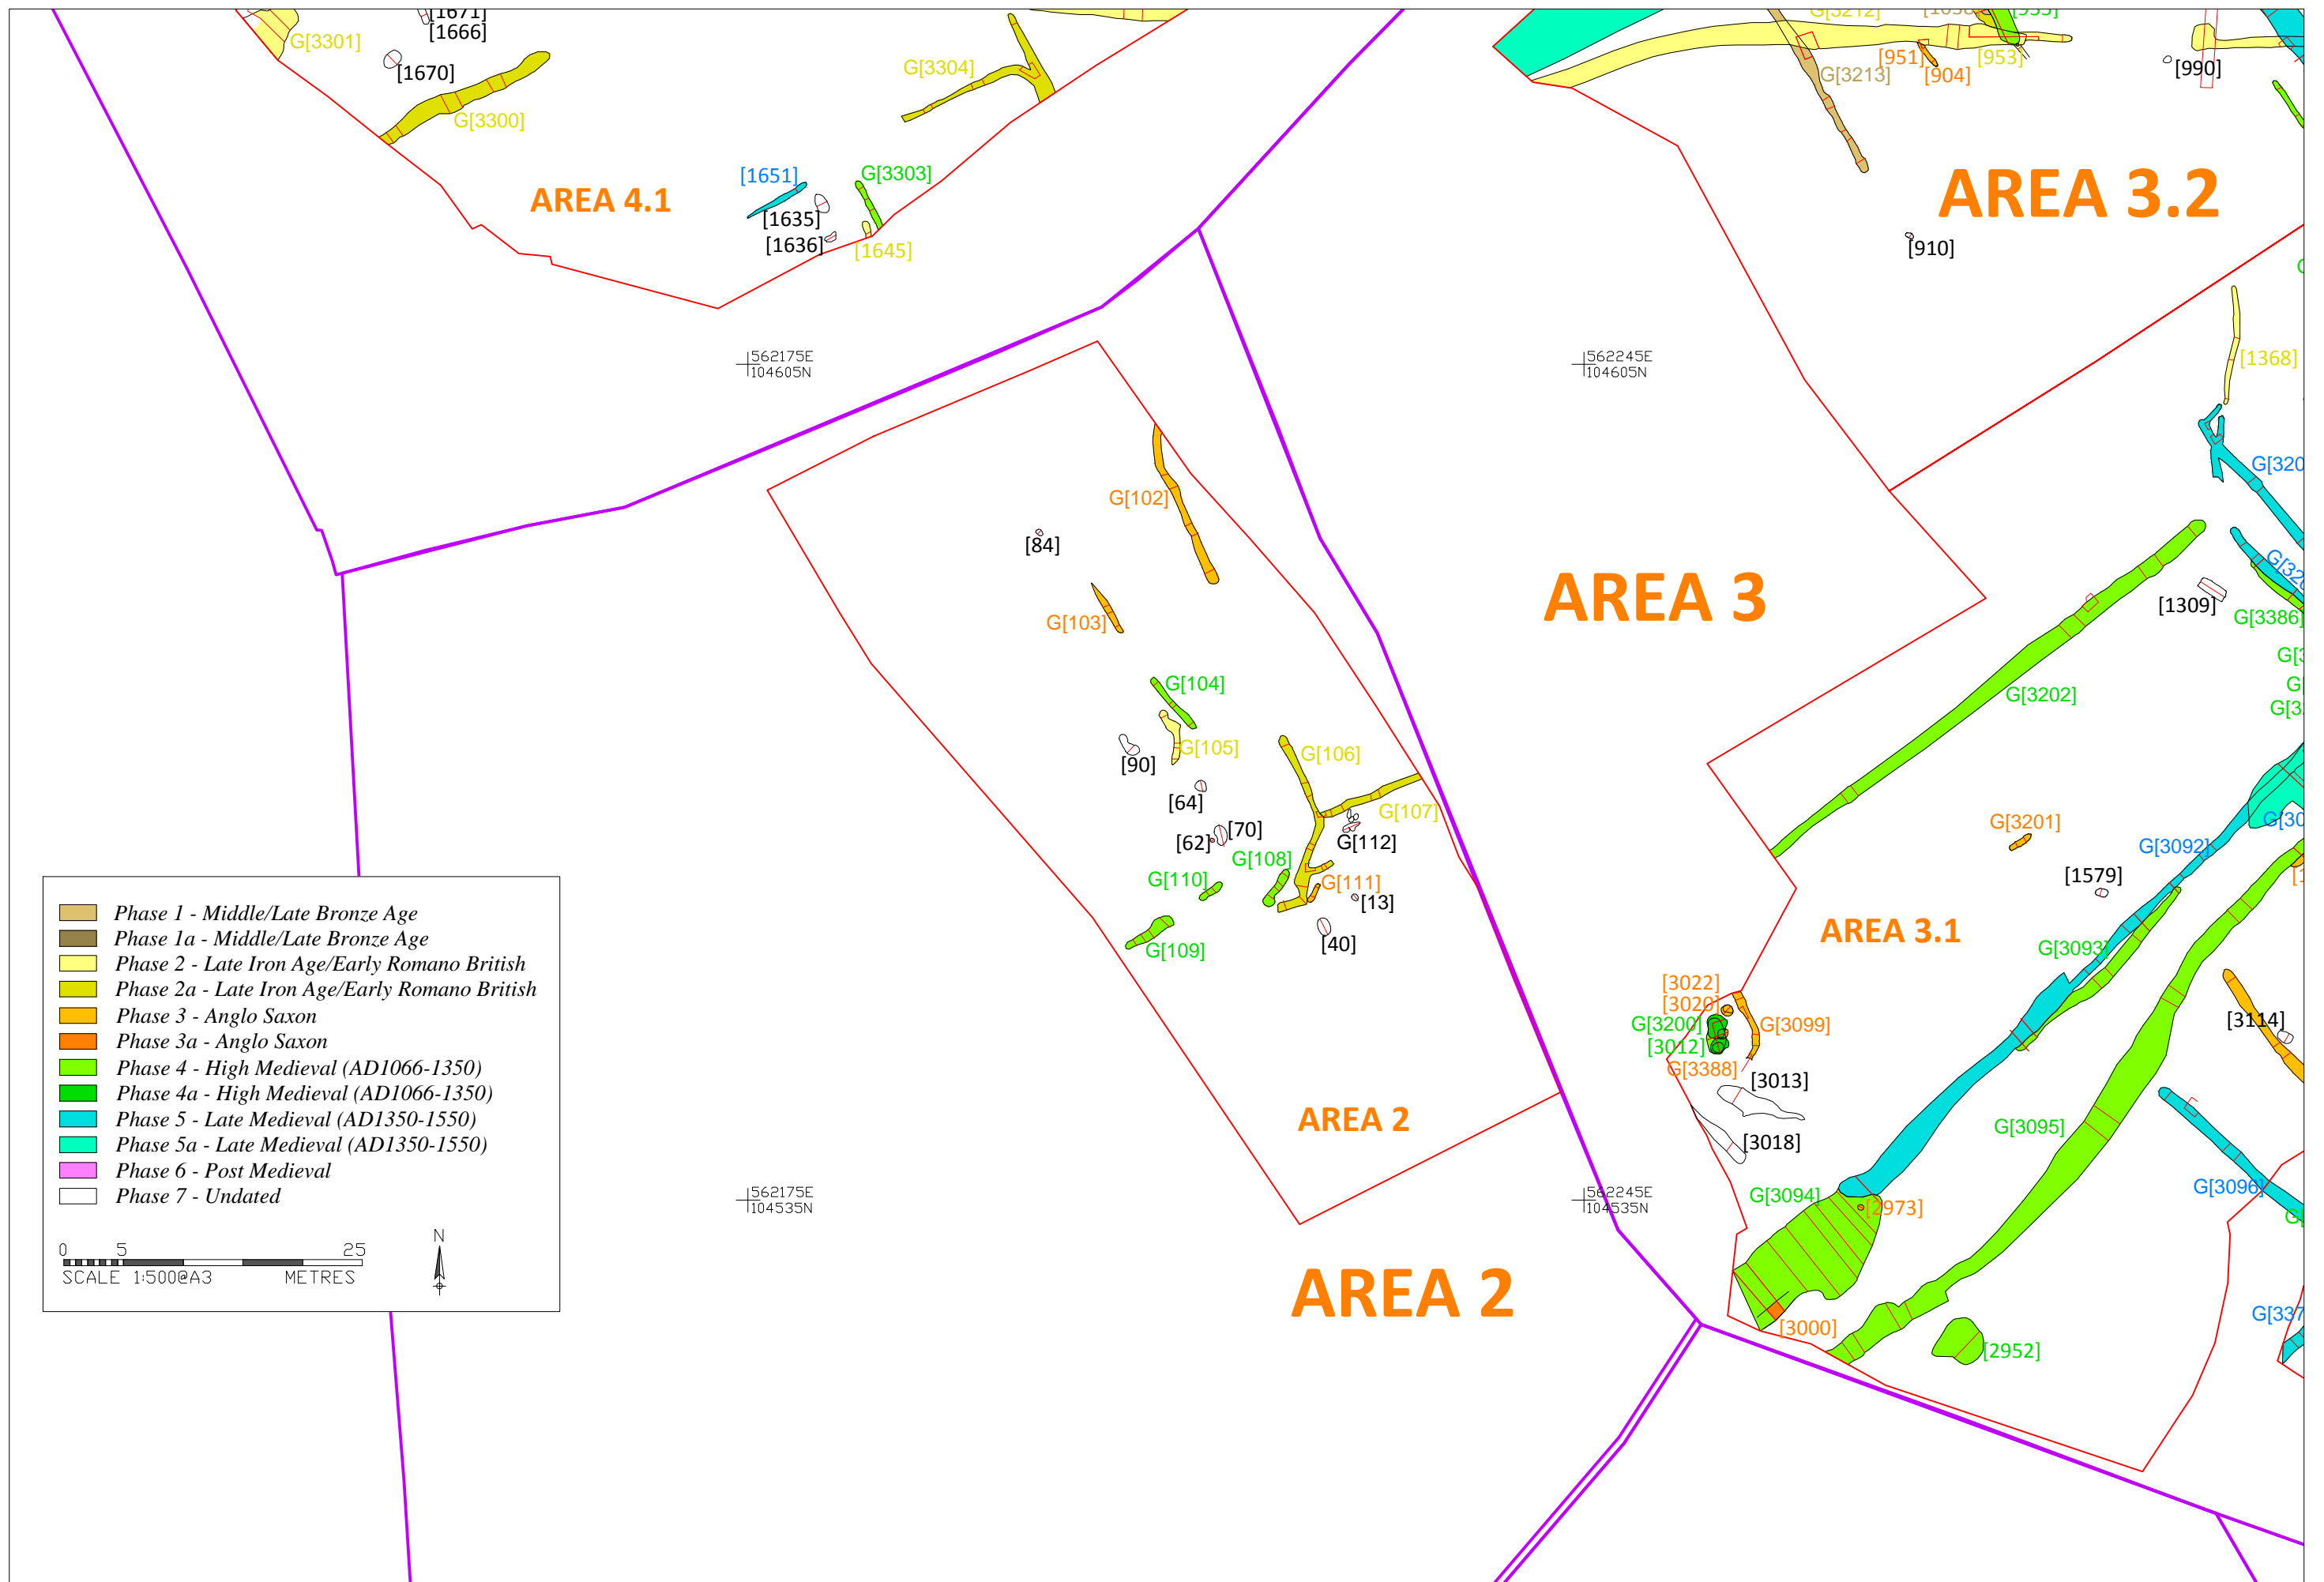 [1671]
[1666]
G[3301]
[1670]
G[3300]
G[3304]
AREA 4.1
[1651]
G[3303]
[1635]
[1636]
[1645]
G[3212]
G[3213]
[951]
[904]
[953]
[990]
AREA 3.2
[910]
562175E
104605N
562245E
104605N
[1368]
G[320
G[102]
[84]
G[103]
AREA 3
[1309]
G[3386]
G[3202]
G[104]
G[105]
[90]
G[106]
[64]
G[107]
[70]
[62]
G[112]
G[108]
G[110]
G[111]
[13]
[40]
G[109]
G[3201]
G[3092]
[1579]
AREA 3.1
G[3093]
[3022]
[3020]
G[3200]
[3012]
G[3099]
G[3388]
[3013]
[3018]
[3114]
G[3095]
AREA 2
G[3096]
562175E
104535N
562245E
104535N
G[3094]
[2973]
AREA 2
[3000]
[2952]
G[337
Phase 1 - Middle/Late Bronze Age
Phase 1a - Middle/Late Bronze Age
Phase 2 - Late Iron Age/Early Romano British
Phase 2a - Late Iron Age/Early Romano British
Phase 3 - Anglo Saxon
Phase 3a - Anglo Saxon
Phase 4 - High Medieval (AD1066-1350)
Phase 4a - High Medieval (AD1066-1350)
Phase 5 - Late Medieval (AD1350-1550)
Phase 5a - Late Medieval (AD1350-1550)
Phase 6 - Post Medieval
Phase 7 - Undated
0 5 25
SCALE 1:500@A3 METRES
N